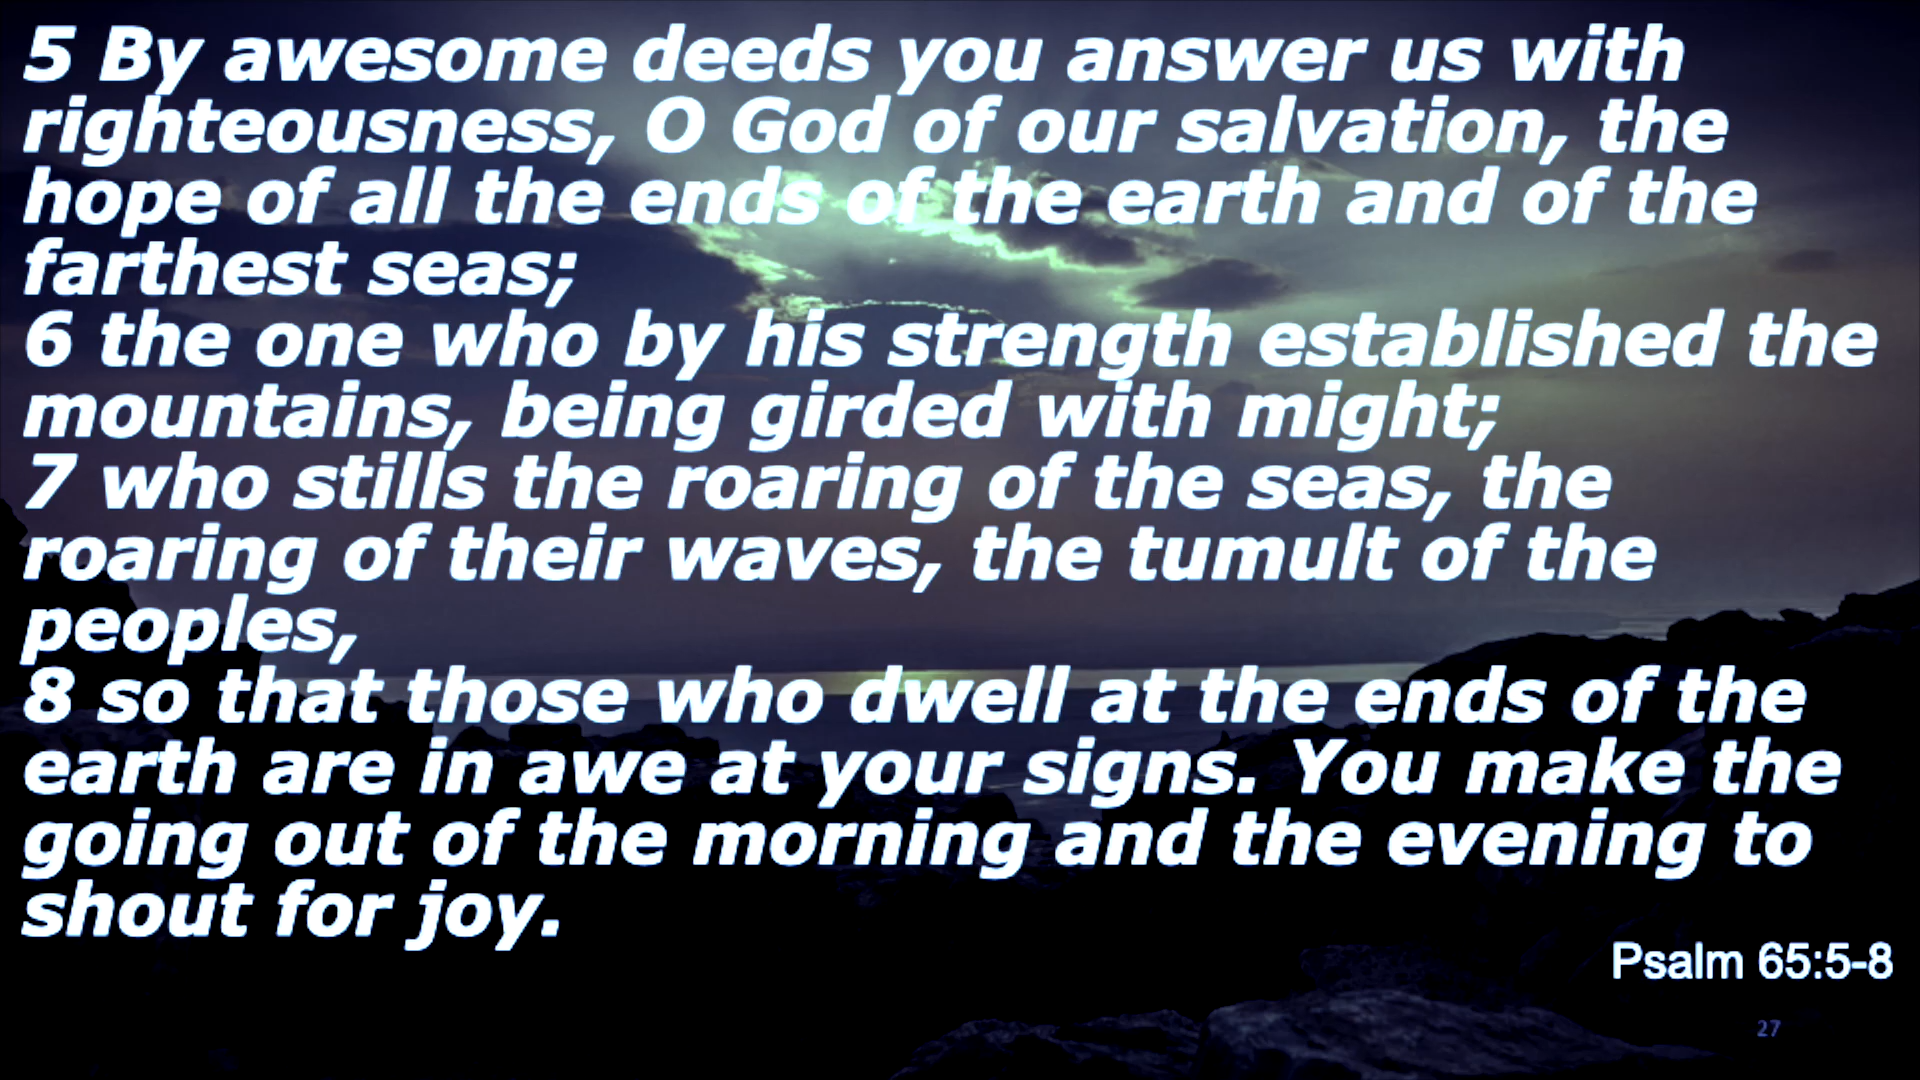 5 By awesome deeds you answer us with
righteousness, O God of our salvation, the
hope of all the ends of the earth and of the
farthest seas;
6 the one who by his strength established the
mountains, being girded with might;
7 who stills the roaring of the seas, the
roaring of their waves, the tumult of the
peoples,
8 so that those who dwell at the ends of the
earth are in awe at your signs. You make the
going out of the morning and the evening to
shout for joy.
Psalm 65:5-8
27